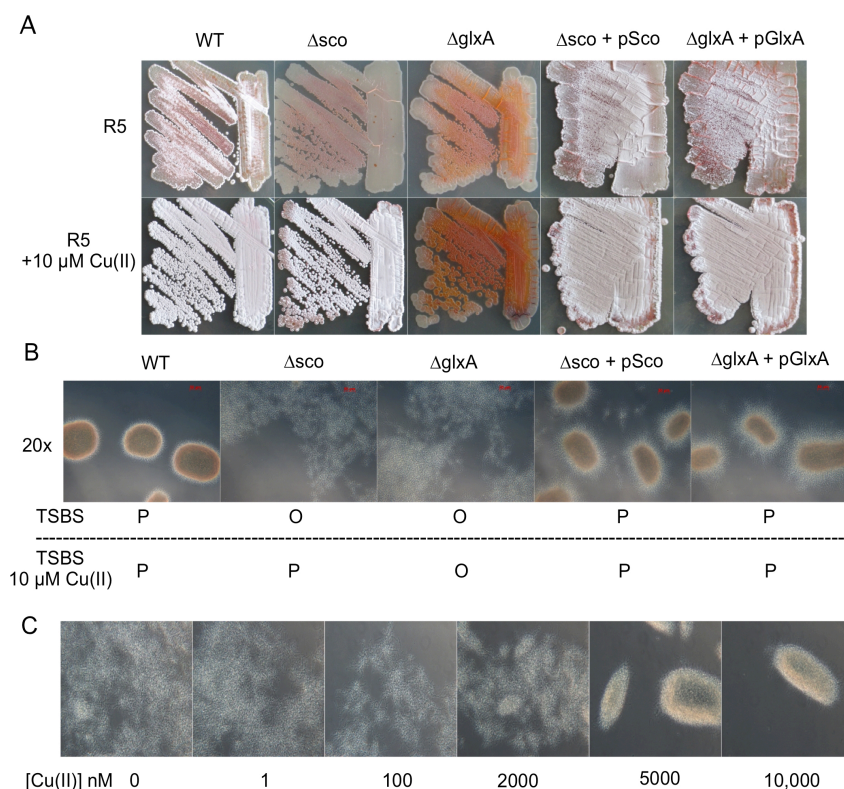 A
WT Δsco ΔglxA Δsco + pSco ΔglxA + pGlxA
R5
R5
+10 µM Cu(II)
B
WT Δsco ΔglxA Δsco + pSco ΔglxA + pGlxA
20x
TSBS P O O P P
TSBS
10 µM Cu(II) P P O P P
C
[Cu(II)] nM 0 1 100 2000 5000 10,000